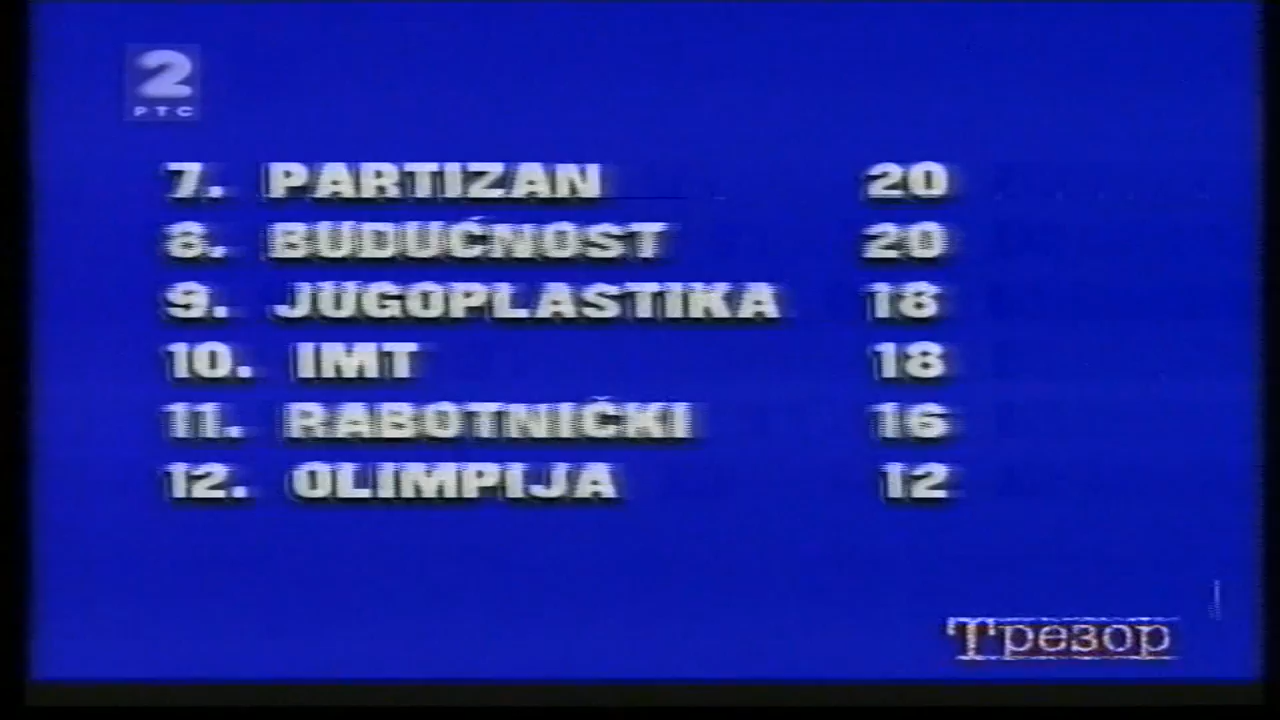 2
РТС
7. PARTIZAN 20
8. BUDUĆNOST 20
9. JUGOPLASTIKA 18
10. IMT 18
11. RABOTNIČKI 16
12. OLIMPIJA 12
Трезор